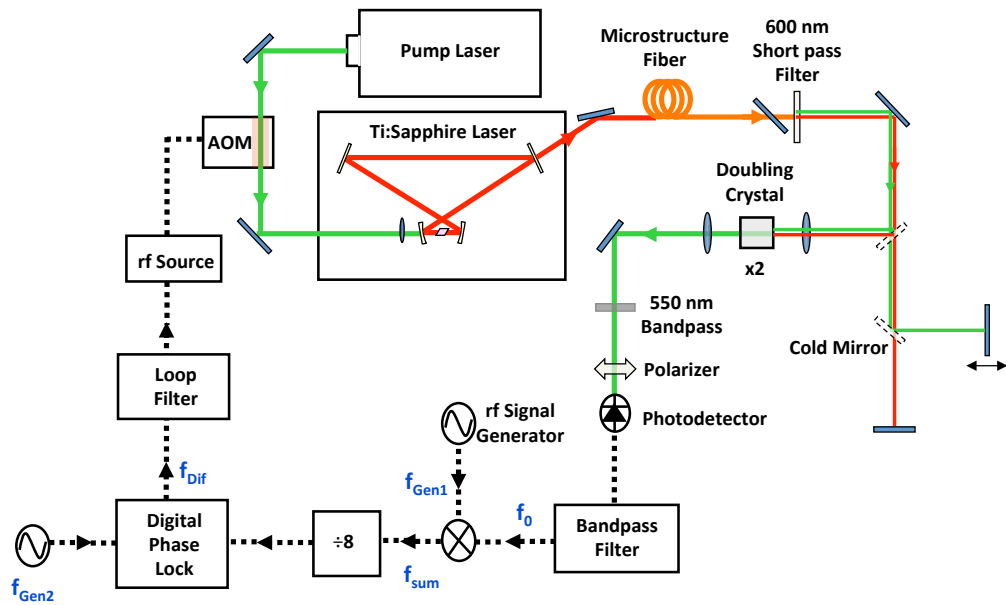 Pump Laser
Microstructure
Fiber
600 nm
Short pass
Filter
AOM
Ti:Sapphire Laser
Doubling
Crystal
x2
rf Source
550 nm
Bandpass
Cold Mirror
Polarizer
Loop
Filter
rf Signal
Generator
Photodetector
f_Dif
f_Gen1
f_0
Digital
Phase
Lock
÷8
Bandpass
Filter
f_sum
f_Gen2